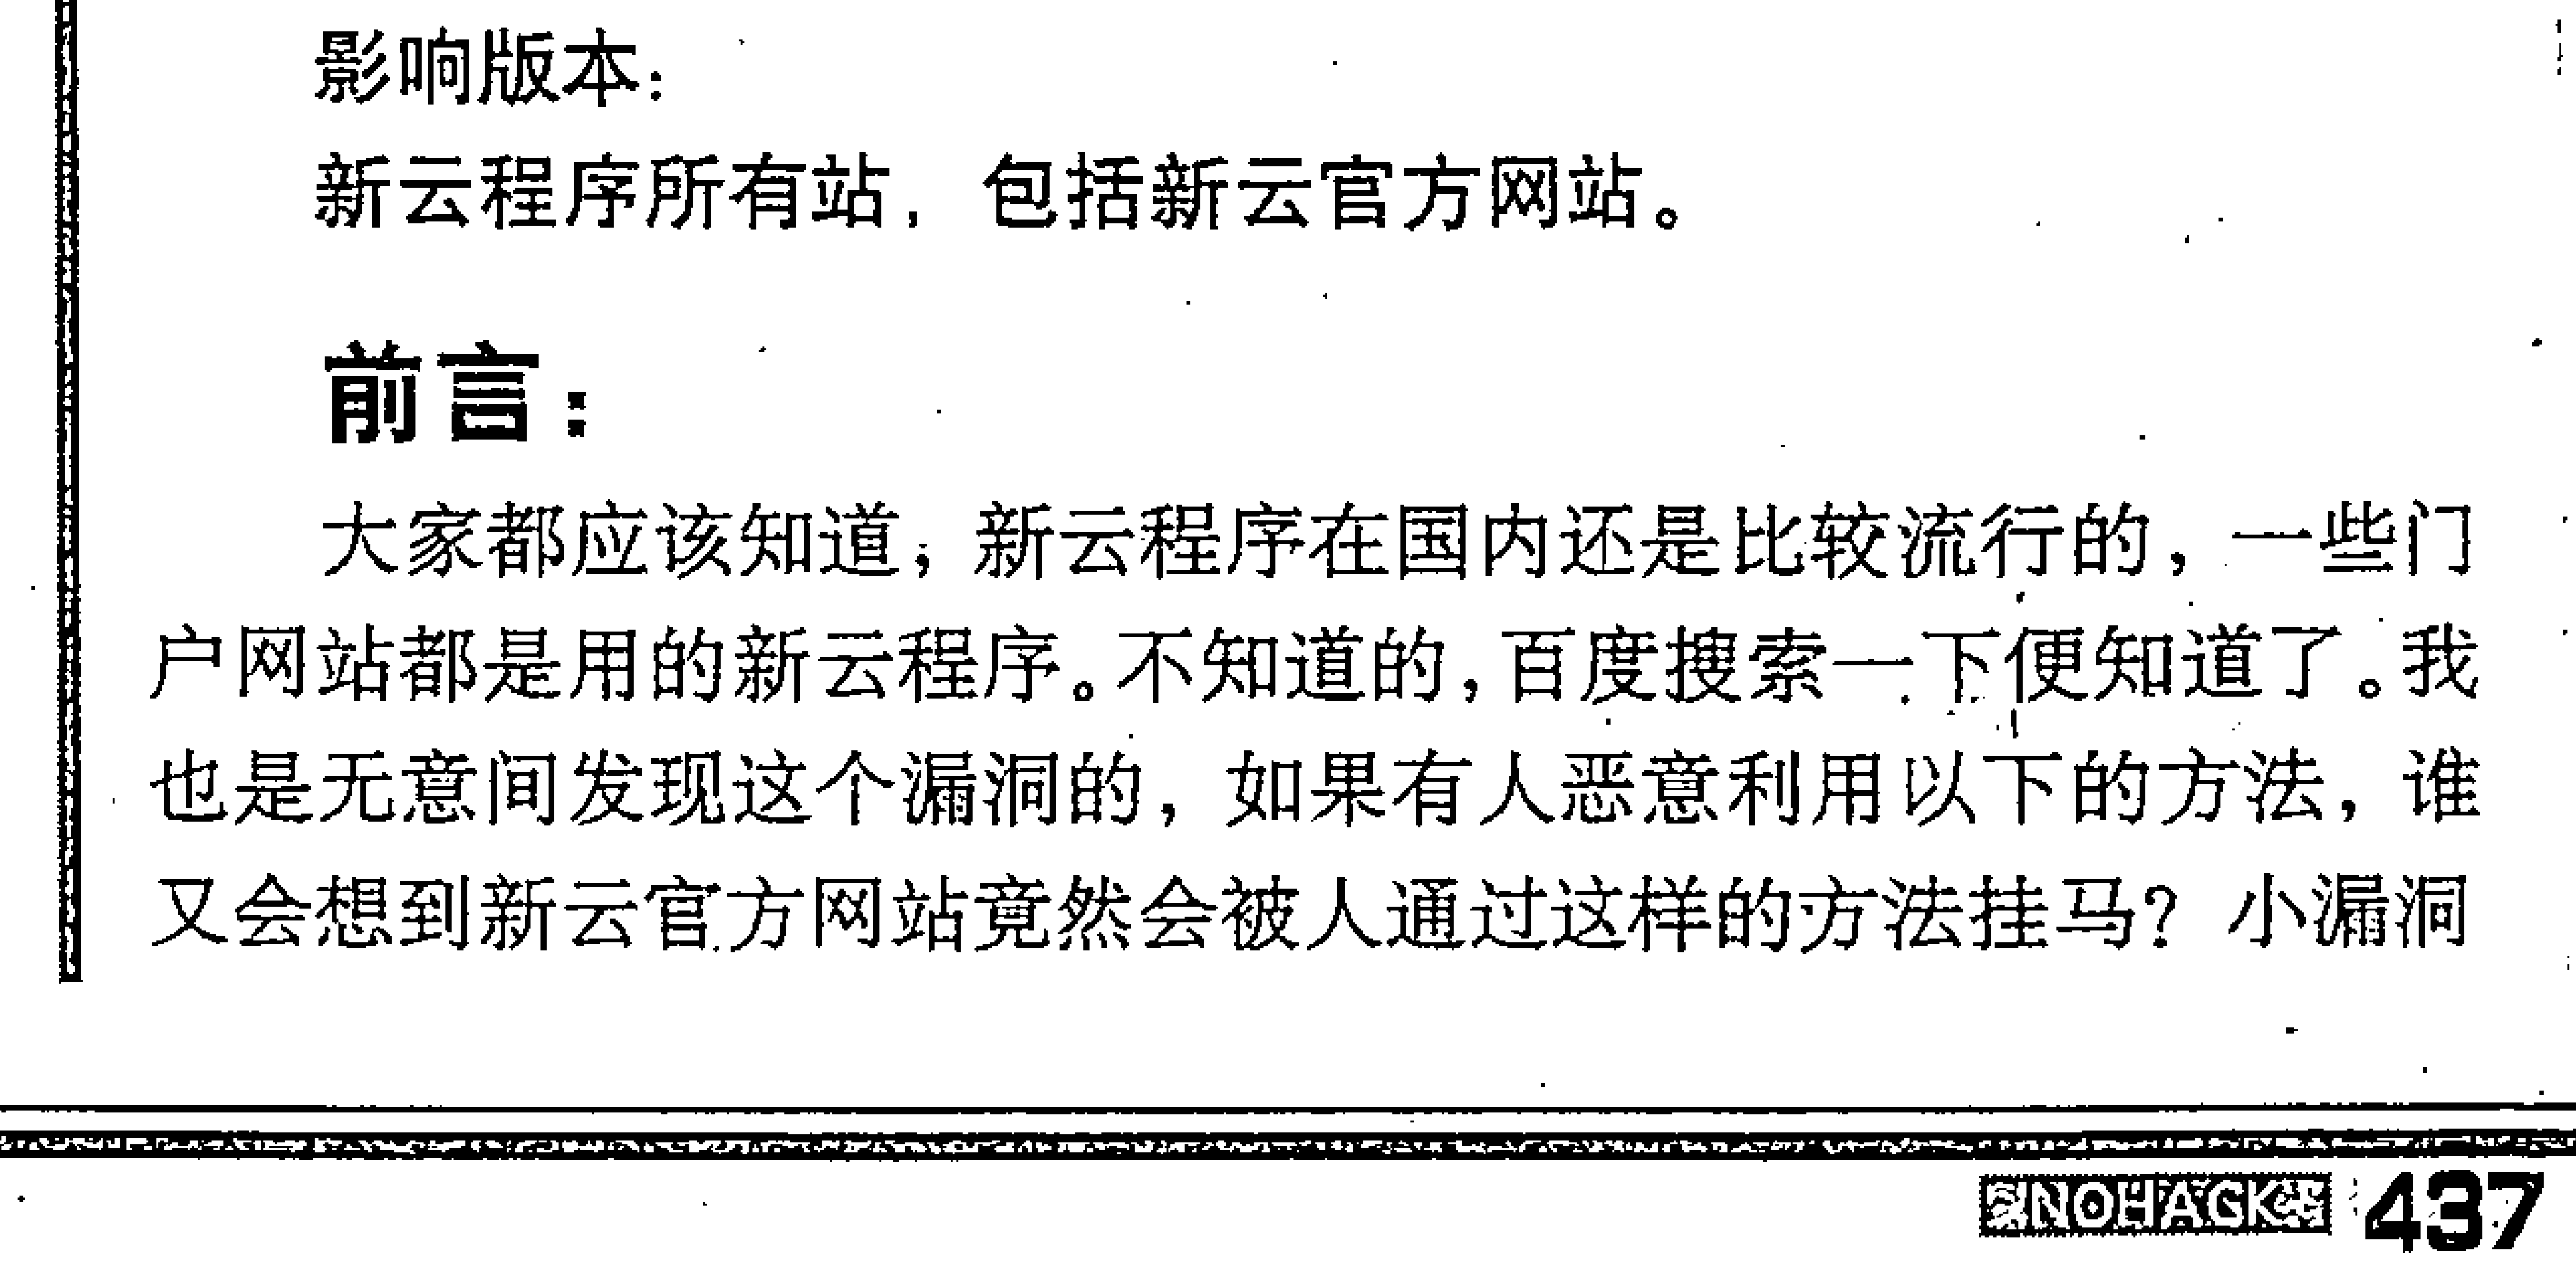 影响版本:
新云程序所有站, 包括新云官方网站。
前言:
大家都应该知道, 新云程序在国内还是比较流行的, 一些门
户网站都是用的新云程序。不知道的,百度搜索一下便知道了。我
也是无意间发现这个漏洞的, 如果有人恶意利用以下的方法, 谁
又会想到新云官方网站竟然会被人通过这样的方法挂马? 小漏洞
NOHACK 437